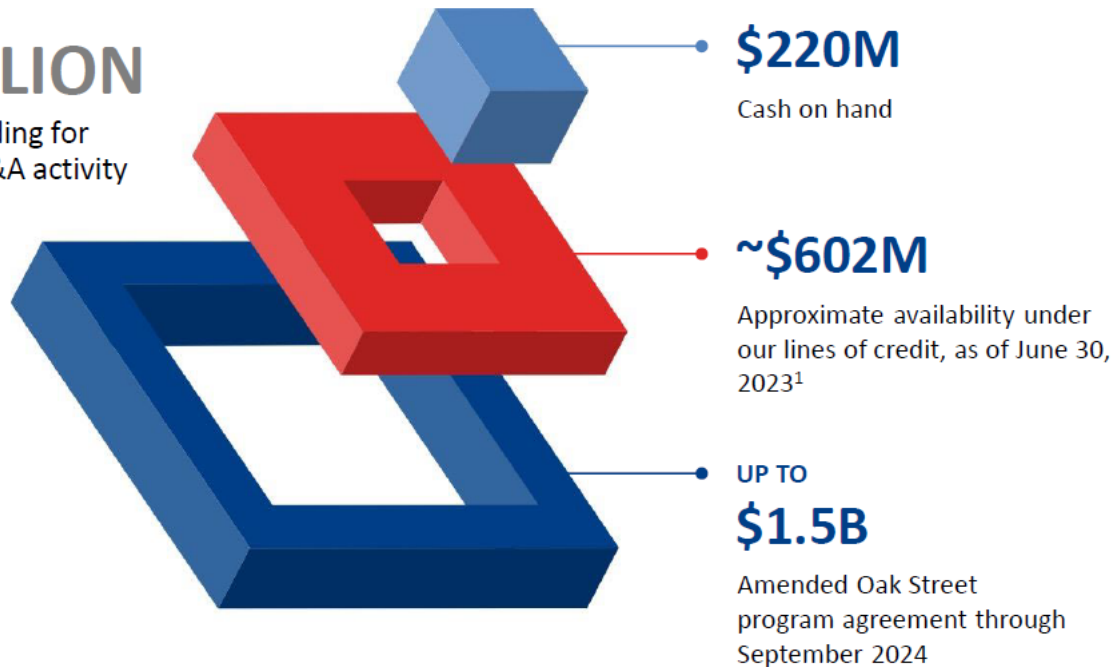 LION
ling for
&A activity
$220M
Cash on hand
~$602M
Approximate availability under
our lines of credit, as of June 30,
2023¹
UP TO
$1.5B
Amended Oak Street
program agreement through
September 2024